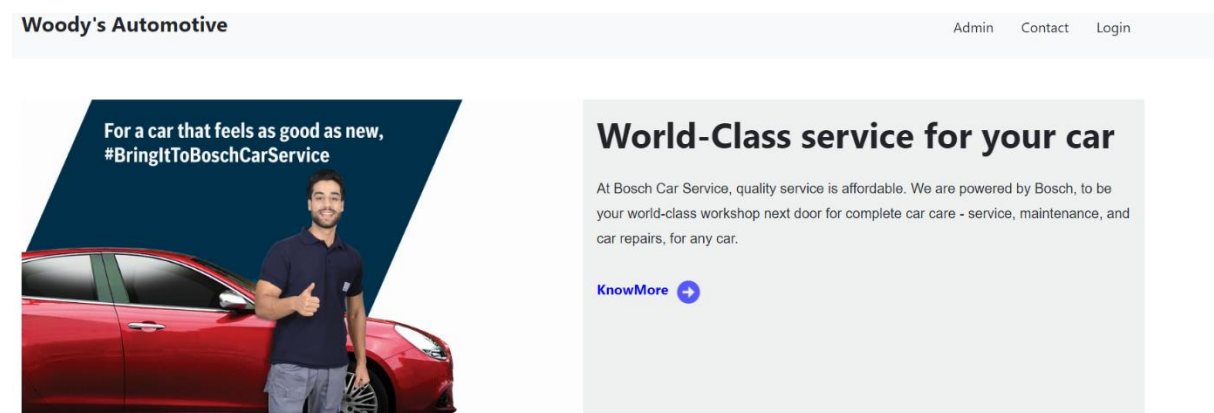 Woody's Automotive
Admin Contact Login
For a car that feels as good as new,
#BringItToBoschCarService
World-Class service for your car
At Bosch Car Service, quality service is affordable. We are powered by Bosch, to be
your world-class workshop next door for complete car care - service, maintenance, and
car repairs, for any car.
KnowMore